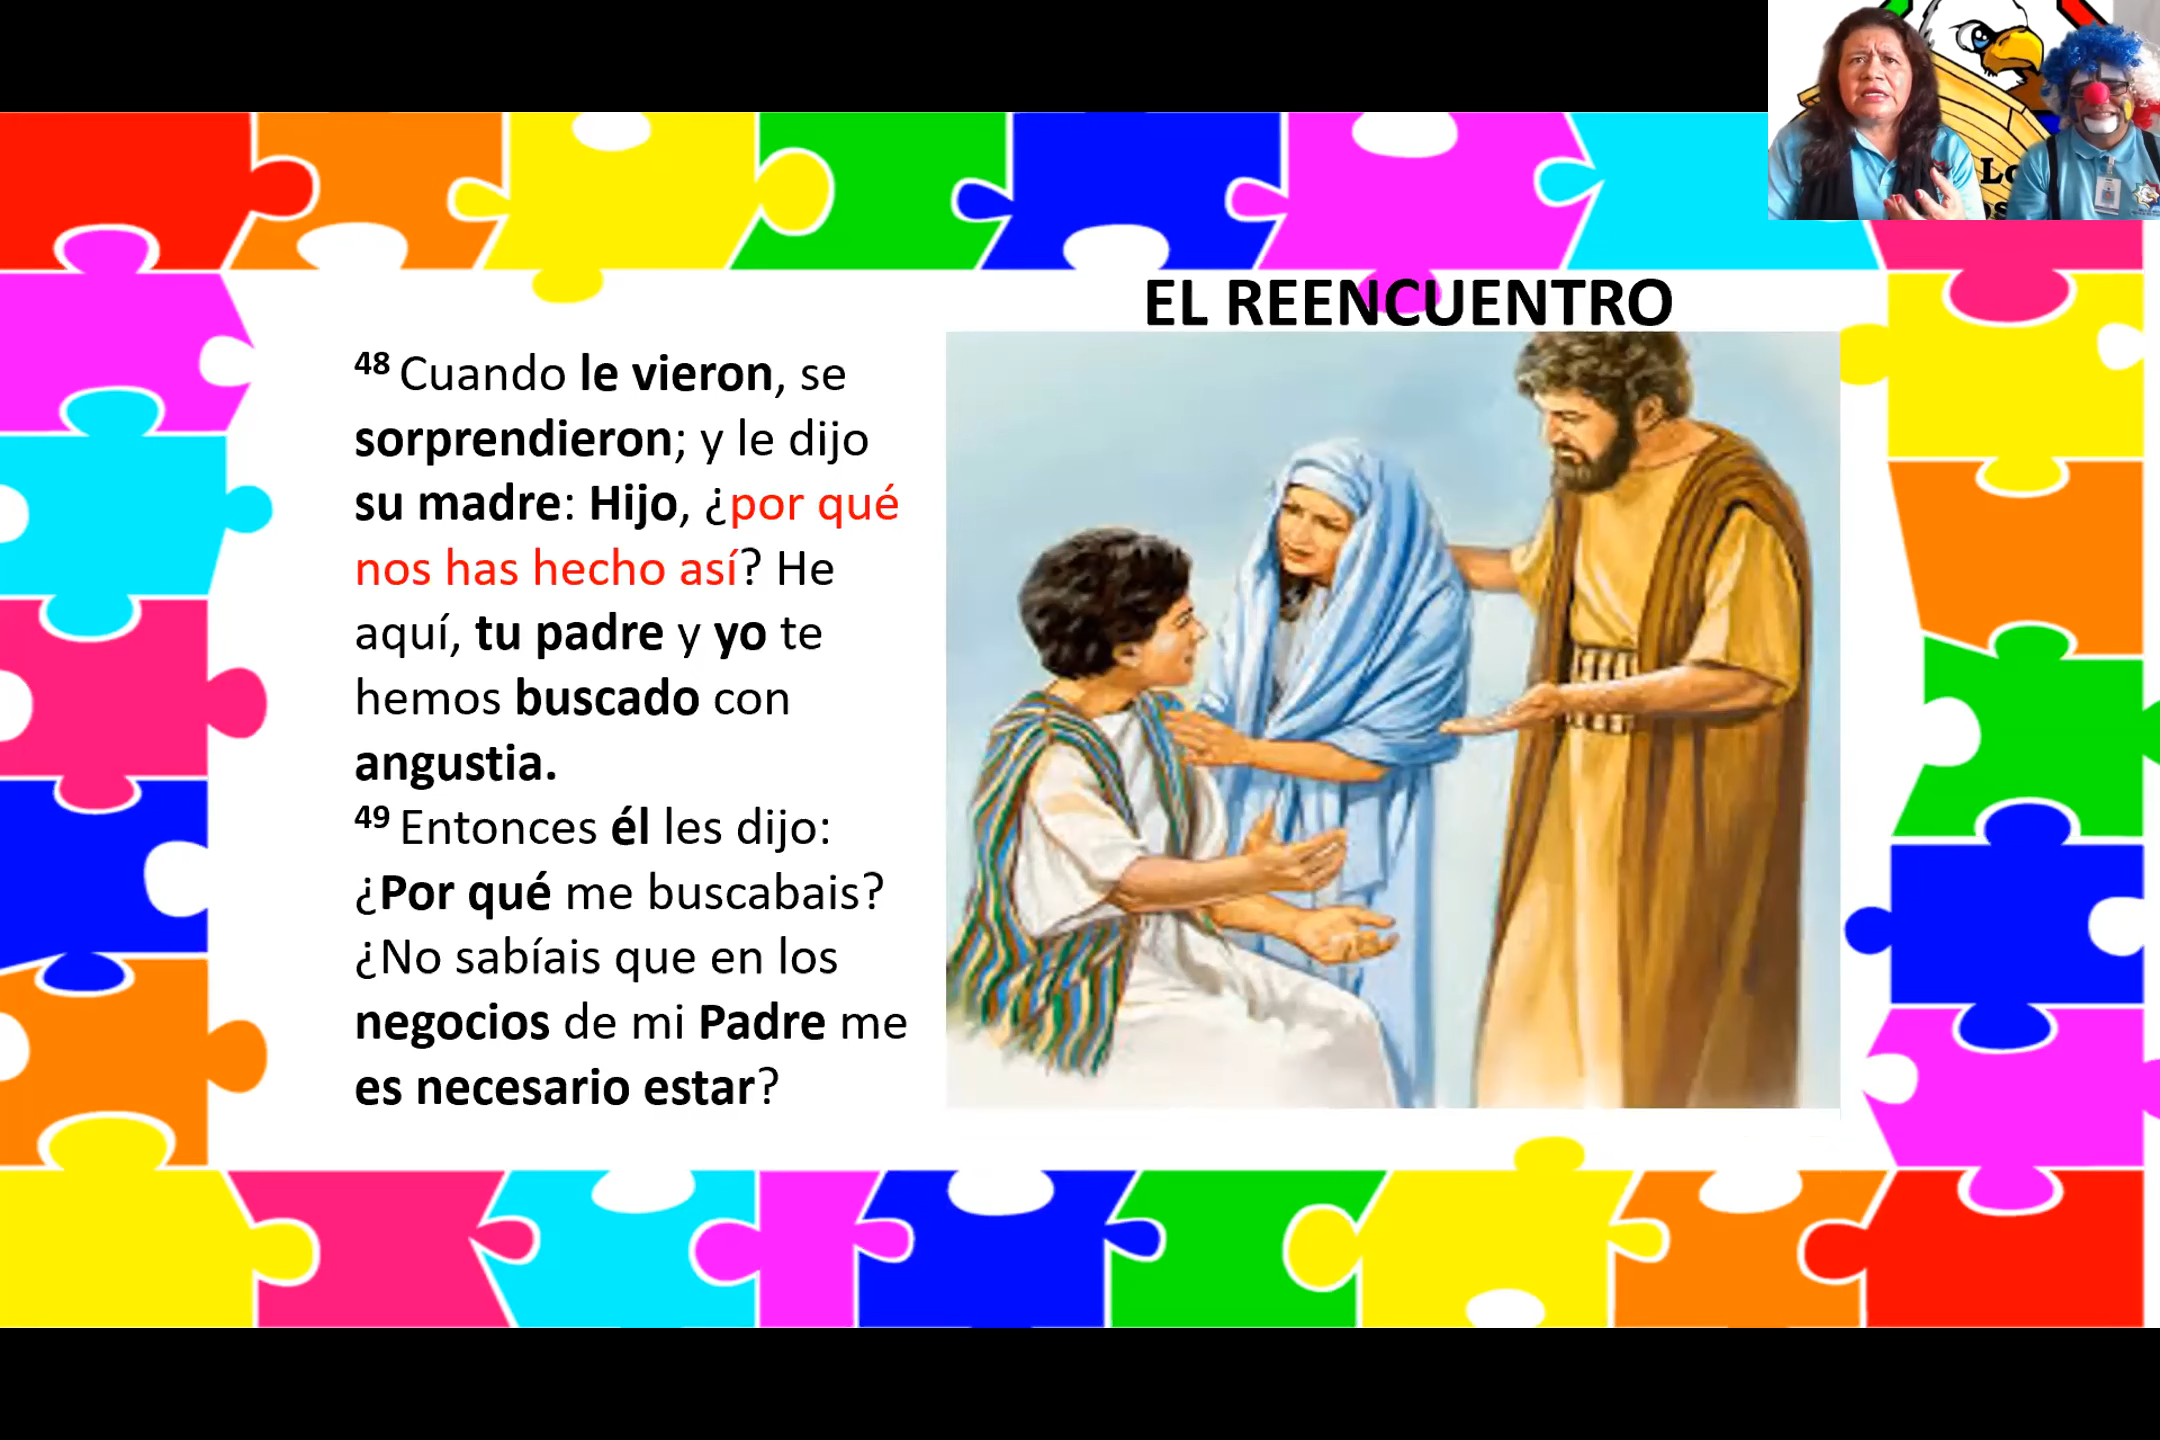 EL REENCUENTRO
48 Cuando le vieron, se
sorprendieron; y le dijo
su madre: Hijo, ¿por qué
nos has hecho así? He
aquí, tu padre y yo te
hemos buscado con
angustia.
49 Entonces él les dijo:
¿Por qué me buscabais?
¿No sabíais que en los
negocios de mi Padre me
es necesario estar?